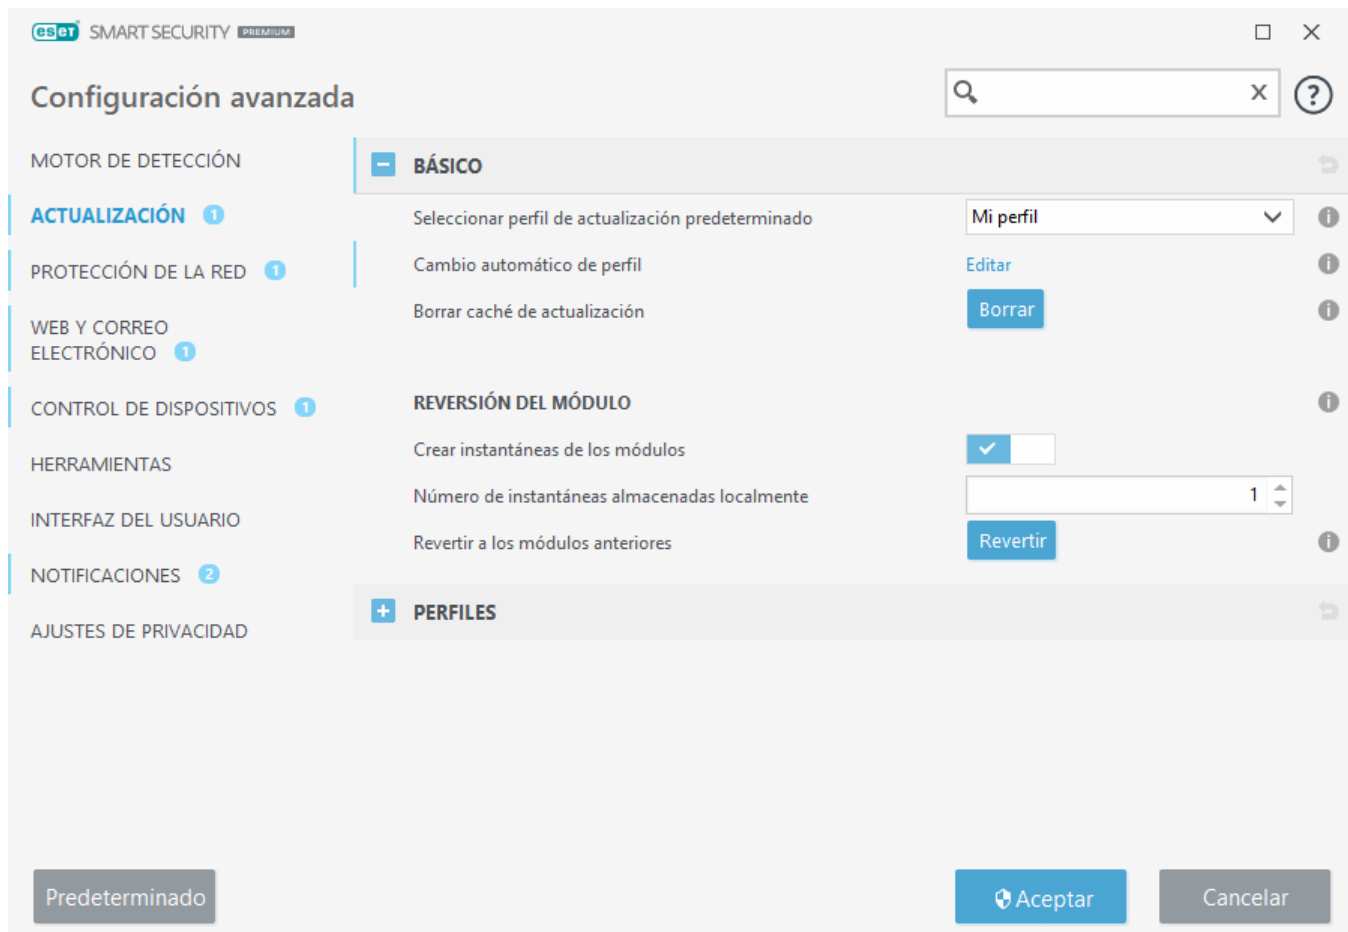 eset SMART SECURITY PREMIUM
Configuración avanzada
x
?
MOTOR DE DETECCIÓN
ACTUALIZACIÓN 1
PROTECCIÓN DE LA RED 1
WEB Y CORREO
ELECTRÓNICO 1
CONTROL DE DISPOSITIVOS 1
HERRAMIENTAS
INTERFAZ DEL USUARIO
NOTIFICACIONES 2
AJUSTES DE PRIVACIDAD
BÁSICO
Seleccionar perfil de actualización predeterminado Mi perfil
Cambio automático de perfil Editar
Borrar caché de actualización Borrar
REVERSIÓN DEL MÓDULO
Crear instantáneas de los módulos
Número de instantáneas almacenadas localmente 1
Revertir a los módulos anteriores Revertir
PERFILES
Predeterminado
Aceptar
Cancelar